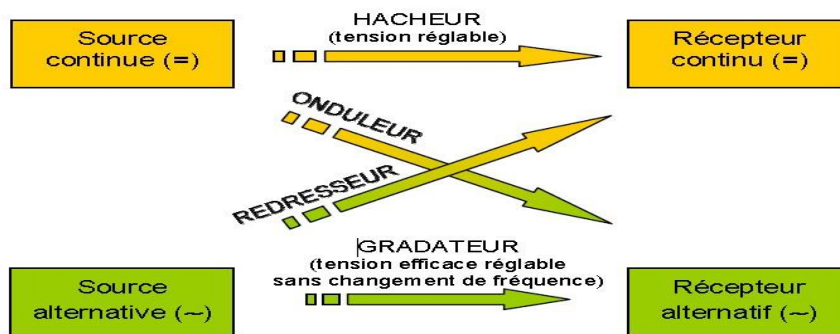 HACHEUR
(tension réglable)
Source
continue (=)
Récepteur
continu (=)
ONDULEUR
REDRESSEUR
GRADATEUR
(tension efficace réglable
sans changement de fréquence)
Source
alternative (~)
Récepteur
alternatif (~)